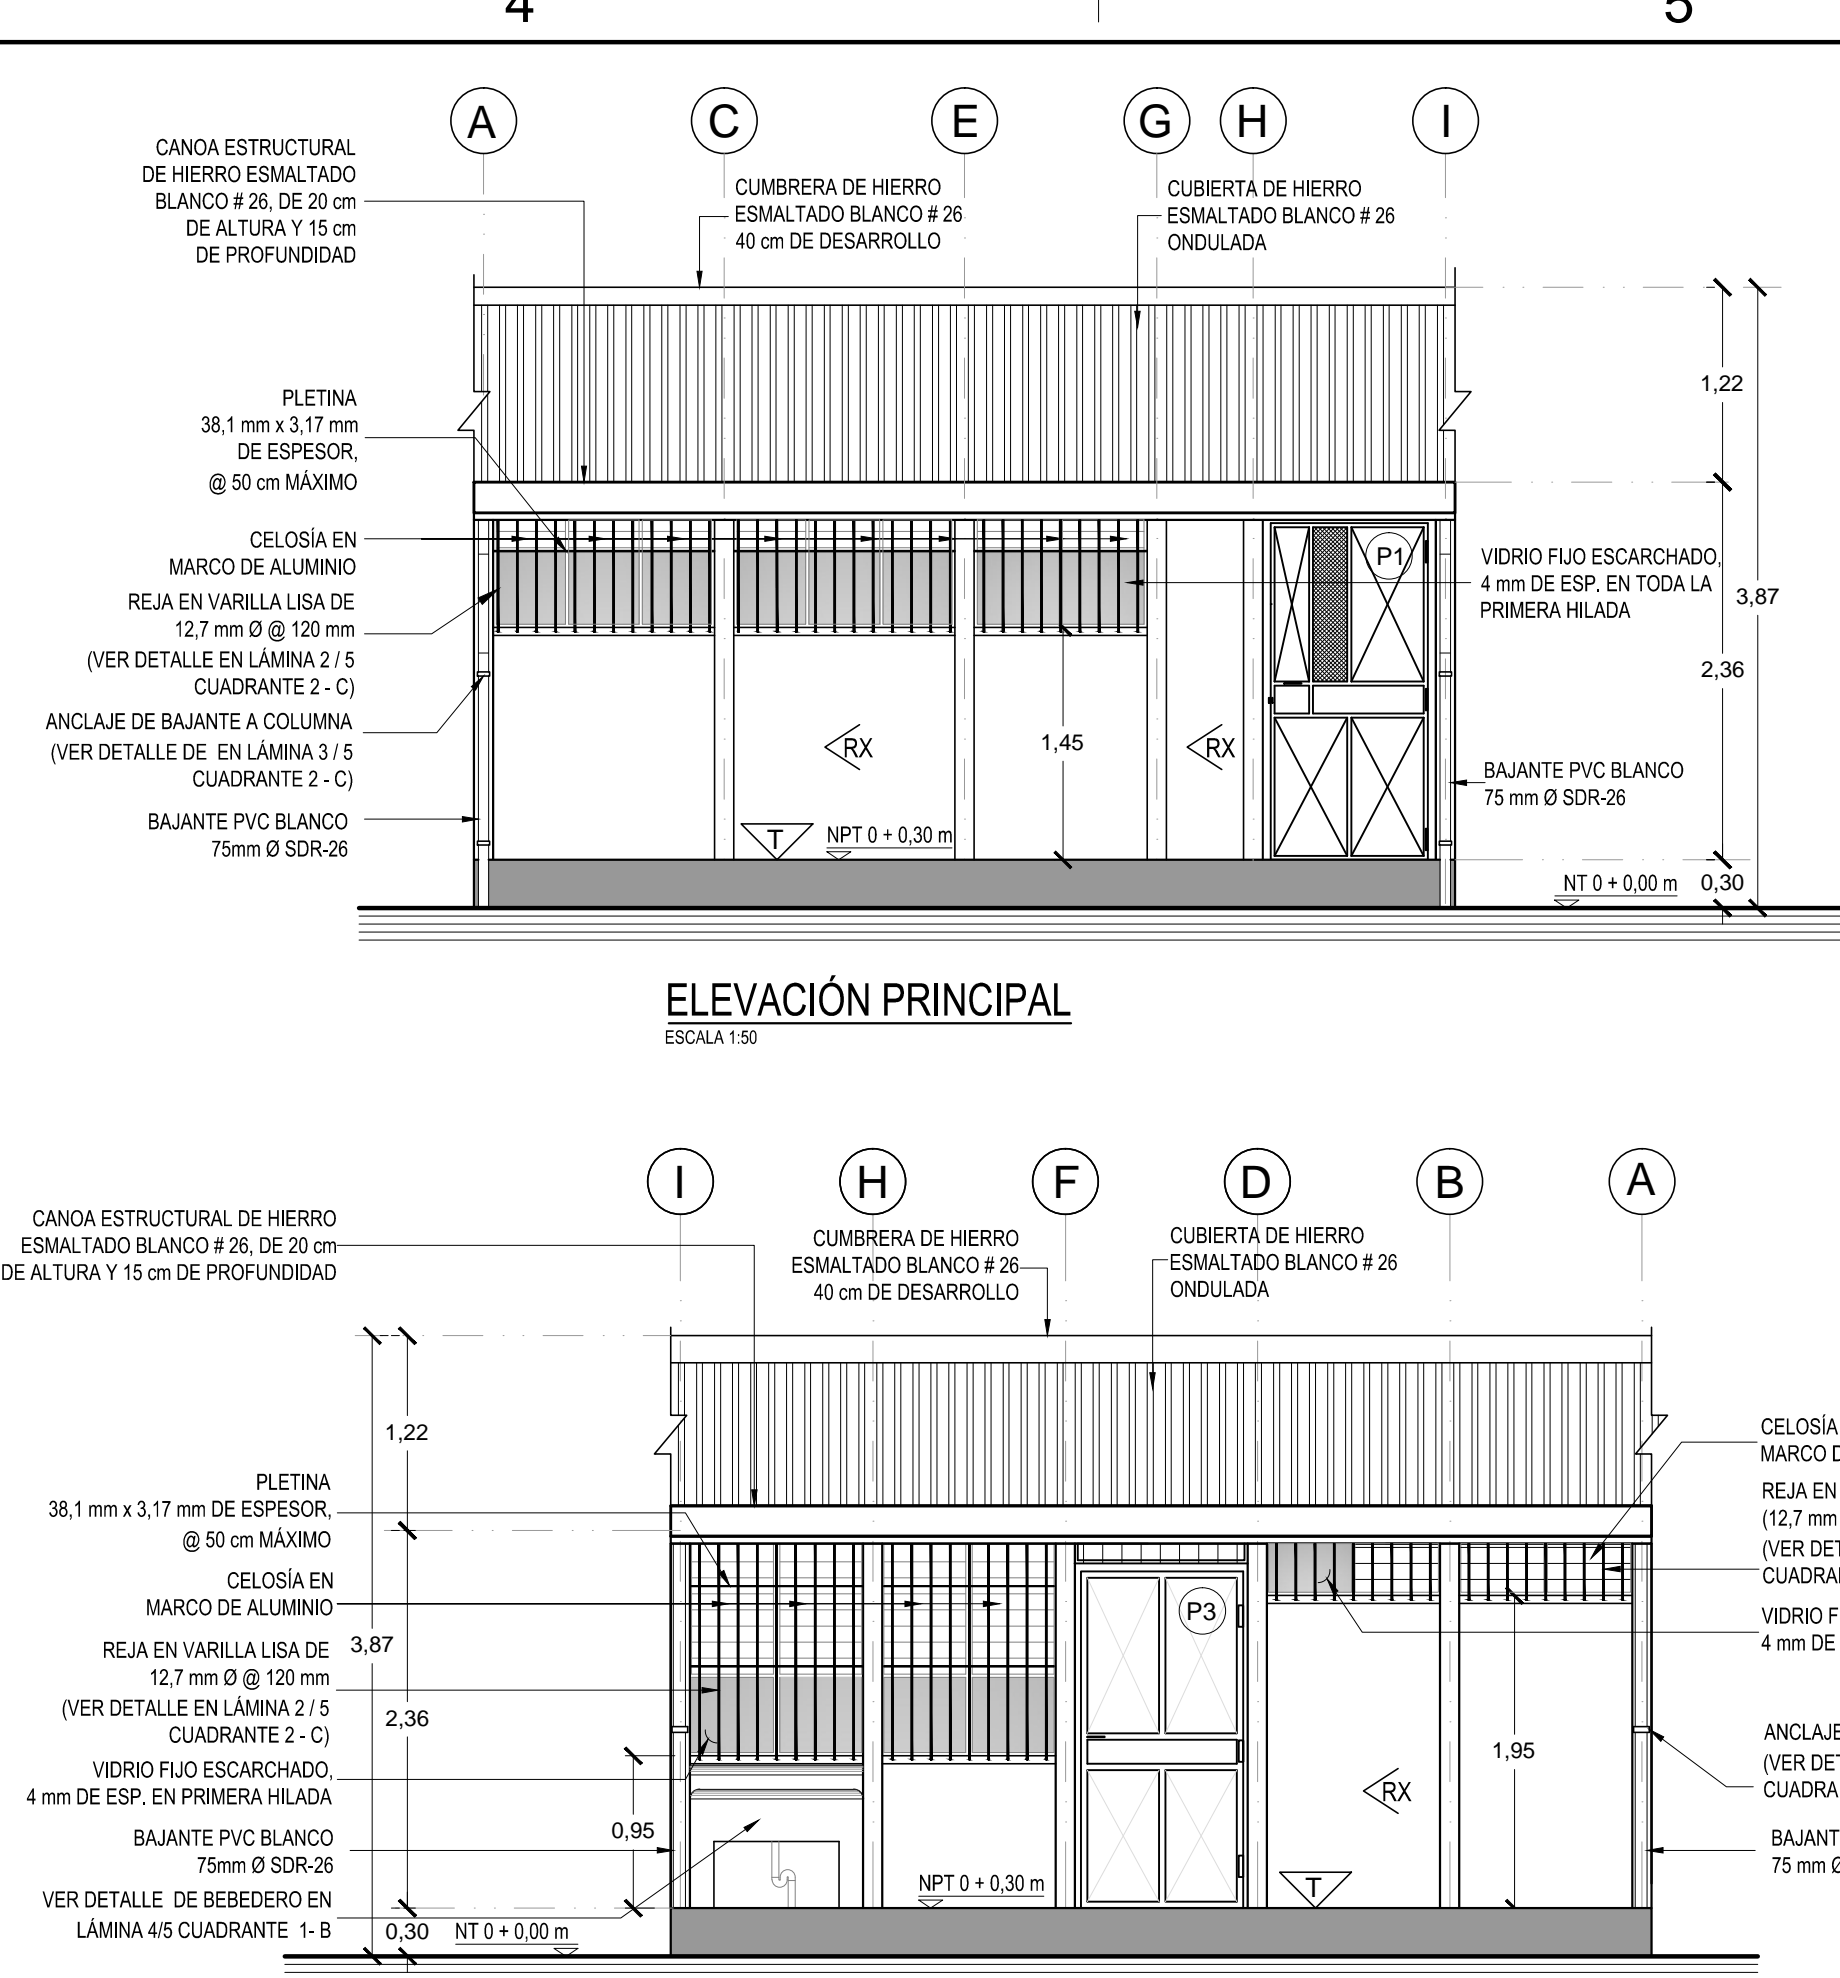 4
5
A
C
E
G
H
I
CANOA ESTRUCTURAL
DE HIERRO ESMALTADO
BLANCO # 26, DE 20 cm
DE ALTURA Y 15 cm
DE PROFUNDIDAD
CUMBRERA DE HIERRO
ESMALTADO BLANCO # 26
40 cm DE DESARROLLO
CUBIERTA DE HIERRO
ESMALTADO BLANCO # 26
ONDULADA
PLETINA
38,1 mm x 3,17 mm
DE ESPESOR,
@ 50 cm MÁXIMO
CELOSÍA EN
MARCO DE ALUMINIO
REJA EN VARILLA LISA DE
12,7 mm Ø @ 120 mm
(VER DETALLE EN LÁMINA 2 / 5
CUADRANTE 2 - C)
ANCLAJE DE BAJANTE A COLUMNA
(VER DETALLE DE EN LÁMINA 3 / 5
CUADRANTE 2 - C)
BAJANTE PVC BLANCO
75mm Ø SDR-26
P1
RX
1,45
RX
T
NPT 0 + 0,30 m
VIDRIO FIJO ESCARCHADO,
4 mm DE ESP. EN TODA LA
PRIMERA HILADA
BAJANTE PVC BLANCO
75 mm Ø SDR-26
1,22
3,87
2,36
NT 0 + 0,00 m
0,30
ELEVACIÓN PRINCIPAL
ESCALA 1:50
I
H
F
D
B
A
CANOA ESTRUCTURAL DE HIERRO
ESMALTADO BLANCO # 26, DE 20 cm
DE ALTURA Y 15 cm DE PROFUNDIDAD
CUMBRERA DE HIERRO
ESMALTADO BLANCO # 26
40 cm DE DESARROLLO
CUBIERTA DE HIERRO
ESMALTADO BLANCO # 26
ONDULADA
1,22
PLETINA
38,1 mm x 3,17 mm DE ESPESOR,
@ 50 cm MÁXIMO
CELOSÍA EN
MARCO DE ALUMINIO
REJA EN VARILLA LISA DE
12,7 mm Ø @ 120 mm
(VER DETALLE EN LÁMINA 2 / 5
CUADRANTE 2 - C)
VIDRIO FIJO ESCARCHADO,
4 mm DE ESP. EN PRIMERA HILADA
BAJANTE PVC BLANCO
75mm Ø SDR-26
VER DETALLE DE BEBEDERO EN
LÁMINA 4/5 CUADRANTE 1- B
3,87
2,36
0,95
0,30
NT 0 + 0,00 m
NPT 0 + 0,30 m
P3
T
RX
1,95
CELOSÍA
MARCO D
REJA EN
(12,7 mm
(VER DET
CUADRA
VIDRIO F
4 mm DE
ANCLAJE
(VER DET
CUADRA
BAJANT
75 mm Ø